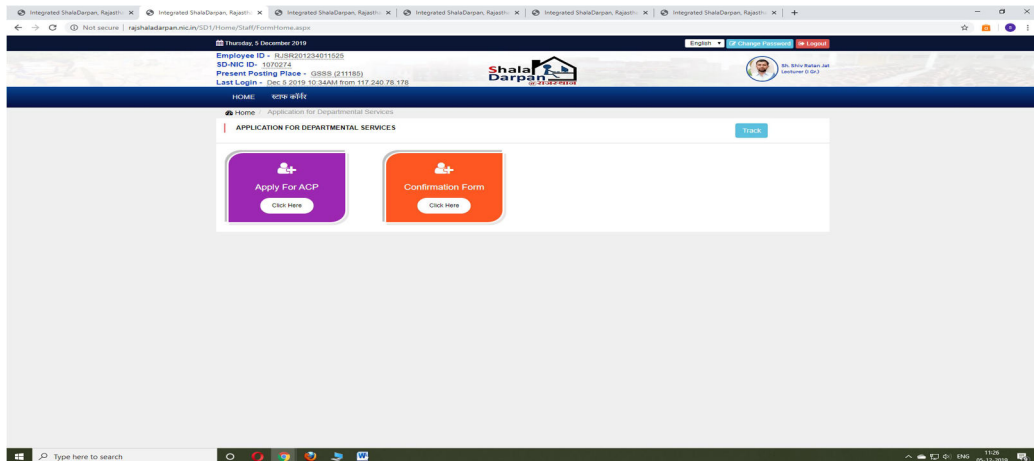 Integrated ShalaDarpan, Rajasth Integrated ShalaDarpan, Rajasth Integrated ShalaDarpan, Rajasth Integrated ShalaDarpan, Rajasth Integrated ShalaDarpan, Rajasth Integrated ShalaDarpan, Rajasth
Not secure | rajshaladarpan.nic.in/SD1/Home/Staff/FormHome.aspx
Thursday, 5 December 2019 English Change Password Logout
Employee ID - RJSR201234011525
SD-NIC ID- 1070274
Present Posting Place - GSSS (211185)
Last Login - Dec 5 2019 10:34AM from 117.240.78.178
Shala
Darpan
Sh. Shiv Ratan Jat
HOME स्टाफ कॉर्नर
Home / Application for Departmental Services
APPLICATION FOR DEPARTMENTAL SERVICES Track
Apply For ACP Confirmation Form
Click Here Click Here
Type here to search ENG 11:26
05-12-2019